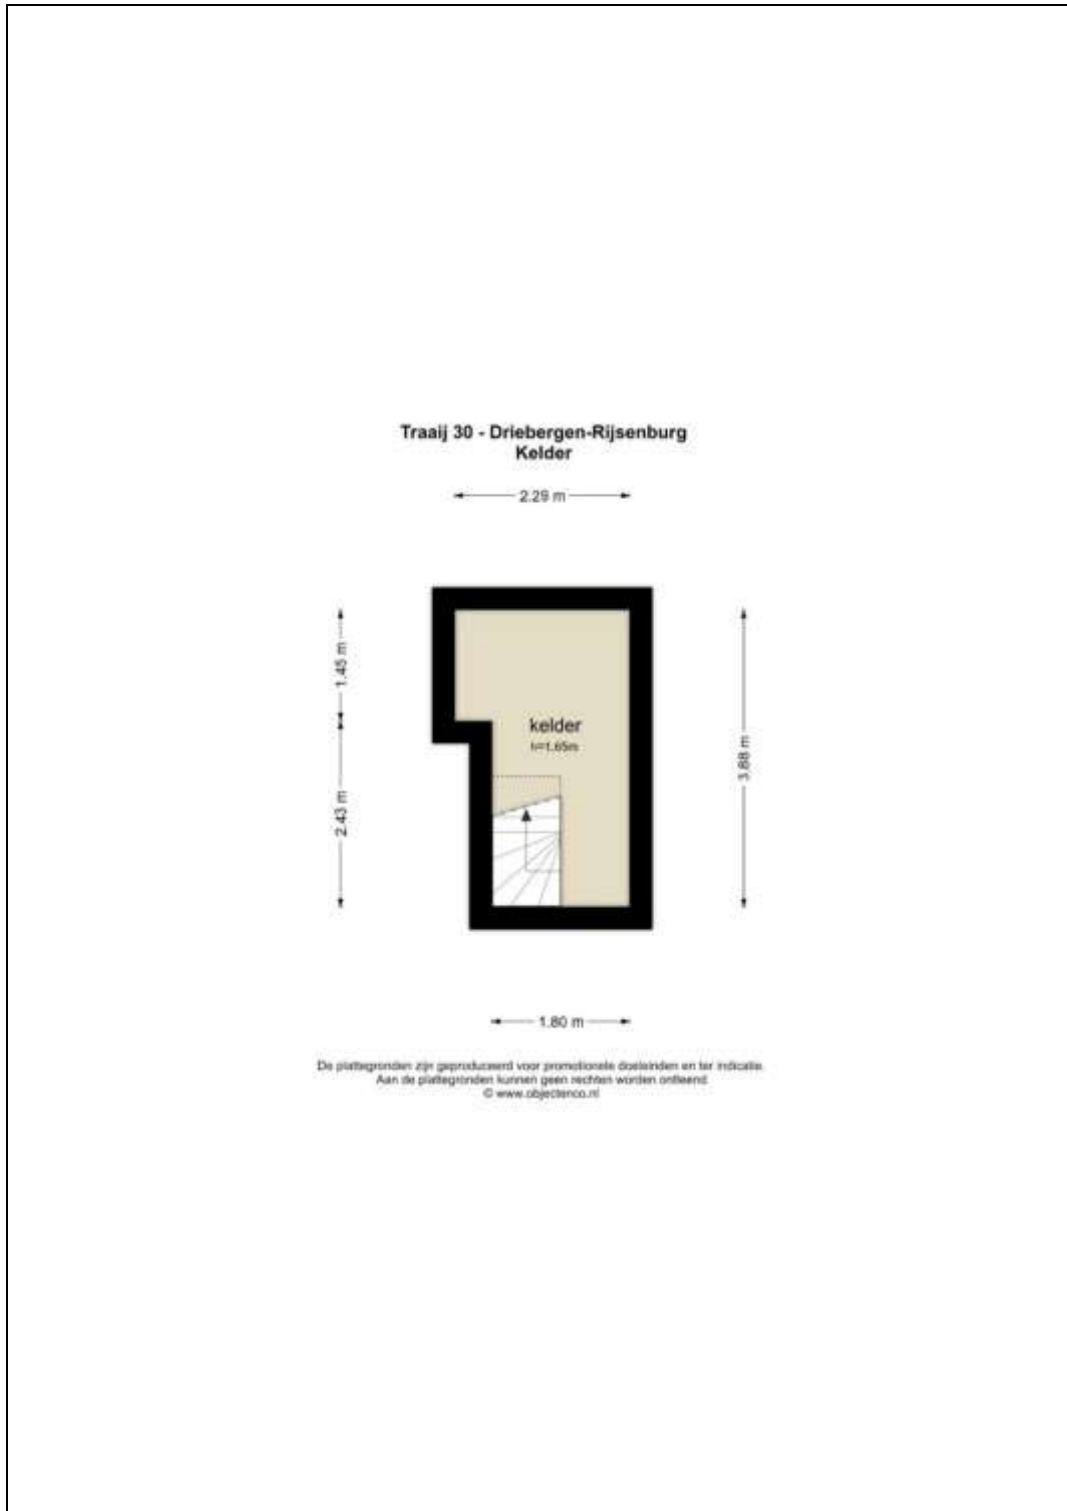 Traaij 30 - Driebergen-Rijsenburg
Kelder
2.29 m
1.45 m
kelder
h=1.65m
3.88 m
2.43 m
1.80 m
De plattegronden zijn geproduceerd voor promotionele doeleinden en ter indicatie.
Aan de plattegronden kunnen geen rechten worden ontleend.
© www.objectenco.nl